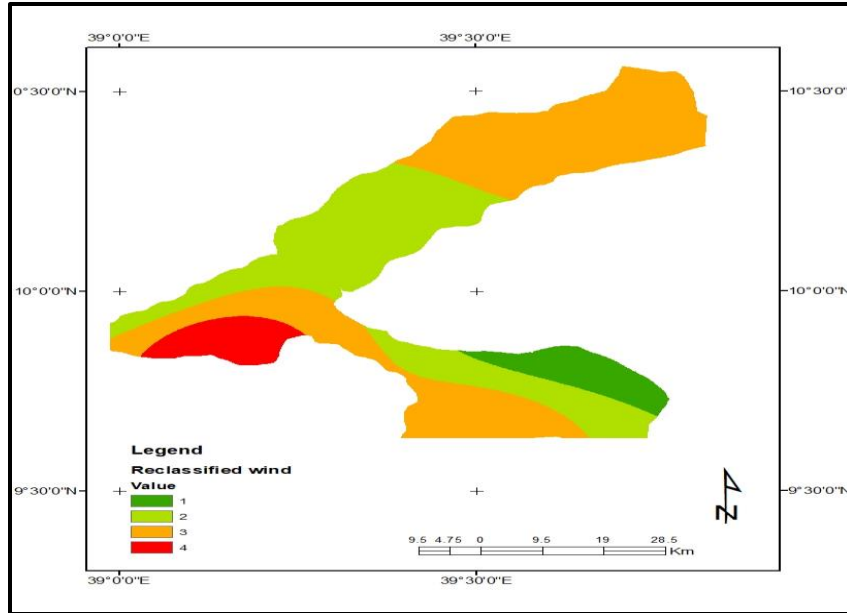 39°0'0"E 39°30'0"E
0°30'0"N 10°30'0"N
10°0'0"N 10°0'0"N
Legend
Reclassified wind
Value
1
2
3
4
9°30'0"N 9°30'0"N
N
9.5 4.75 0 9.5 19 28.5
Km
39°0'0"E 39°30'0"E